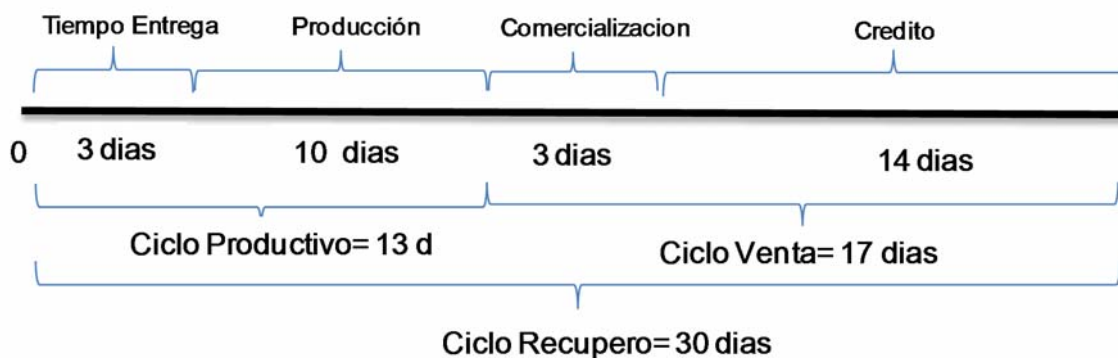 Tiempo Entrega Producción Comercializacion Credito
0 3 dias 10 dias 3 dias 14 dias
Ciclo Productivo= 13 d Ciclo Venta= 17 dias
Ciclo Recupero= 30 dias